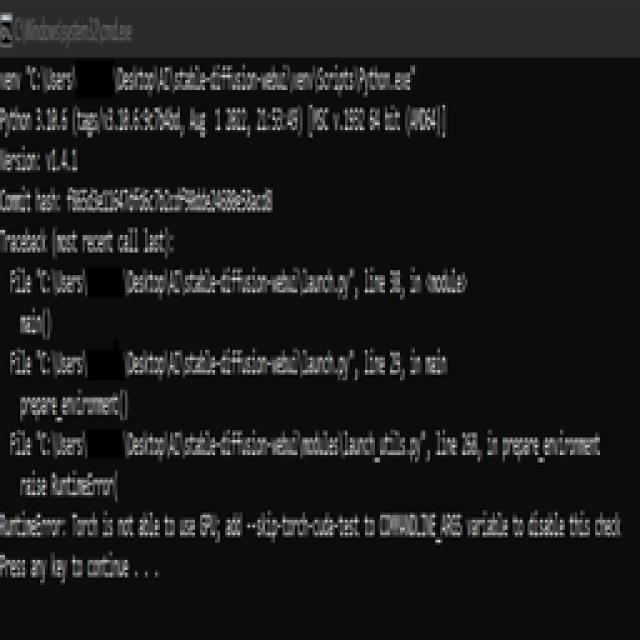 C:\Windows\system32\cmd.exe
venv "C:\Users\ \Desktop\AI\stable-diffusion-webui\venv\Scripts\Python.exe"
Python 3.10.6 (tags/v3.10.6:9c7b4bd, Aug 1 2022, 21:53:49) [MSC v.1932 64 bit (AMD64)]
Version: v1.4.1
Commit hash:
Traceback (most recent call last):
File "C:\Users\ \Desktop\AI\stable-diffusion-webui\launch.py", line 38, in <module>
main()
File "C:\Users\ \Desktop\AI\stable-diffusion-webui\launch.py", line 29, in main
prepare_environment()
File "C:\Users\ \Desktop\AI\stable-diffusion-webui\modules\launch_utils.py", line 268, in prepare_environment
raise RuntimeError(
RuntimeError: Torch is not able to use GPU; add --skip-torch-cuda-test to COMMANDLINE_ARGS variable to disable this check
Press any key to continue . . .